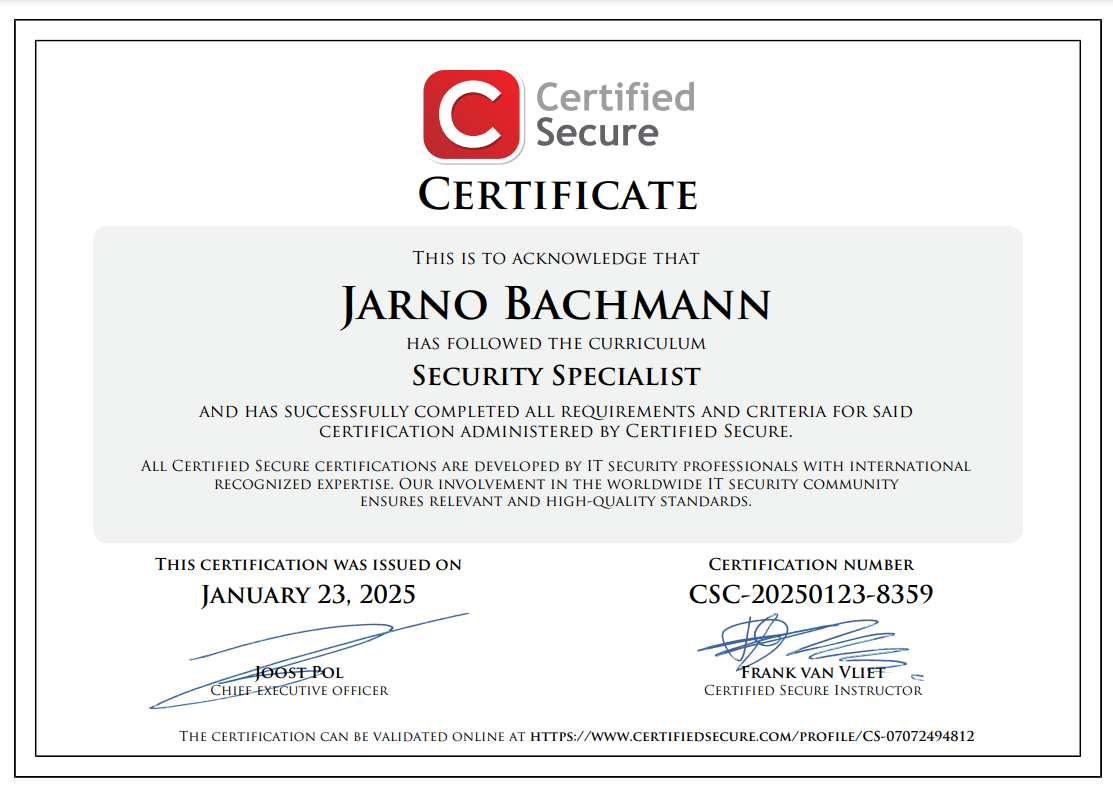 Certified
Secure
Certificate
This is to acknowledge that
Jarno Bachmann
has followed the curriculum
Security Specialist
and has successfully completed all requirements and criteria for said
certification administered by Certified Secure.
All Certified Secure certifications are developed by IT security professionals with international
recognized expertise. Our involvement in the worldwide IT security community
ensures relevant and high-quality standards.
This certification was issued on
January 23, 2025
Certification number
CSC-20250123-8359
Joost Pol
Chief executive officer
Frank van Vliet
Certified Secure Instructor
The certification can be validated online at https://www.certifiedsecure.com/profile/CS-07072494812